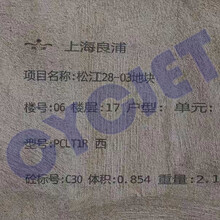 上海良浦
项目名:松江28-03地块
楼号:06 楼层:17 户型: 单元:
型号:PCLT1R 西
砼标号:C30 体积:0.854 重量:2.1
OYCJET